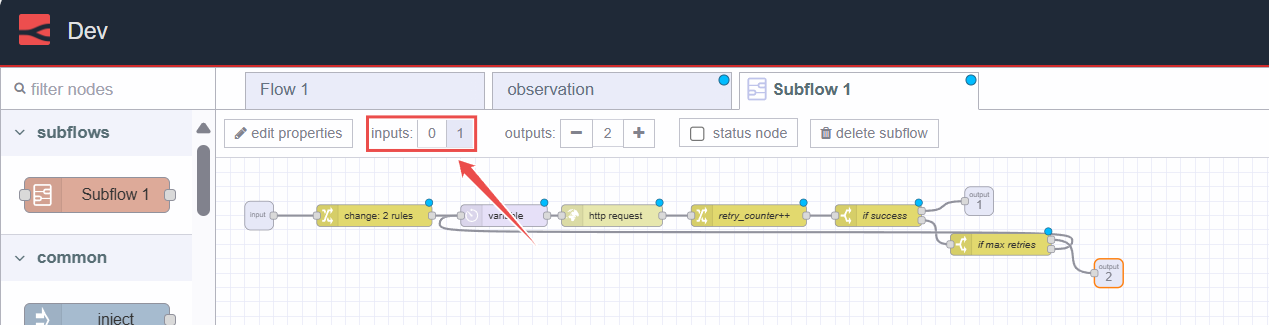 Dev
filter nodes
Flow 1
observation
Subflow 1
subflows
edit properties
inputs: 0 1
outputs: 2
status node
delete subflow
Subflow 1
input
change: 2 rules
variable
http request
retry_counter++
if success
output
1
if max retries
output
2
common
inject